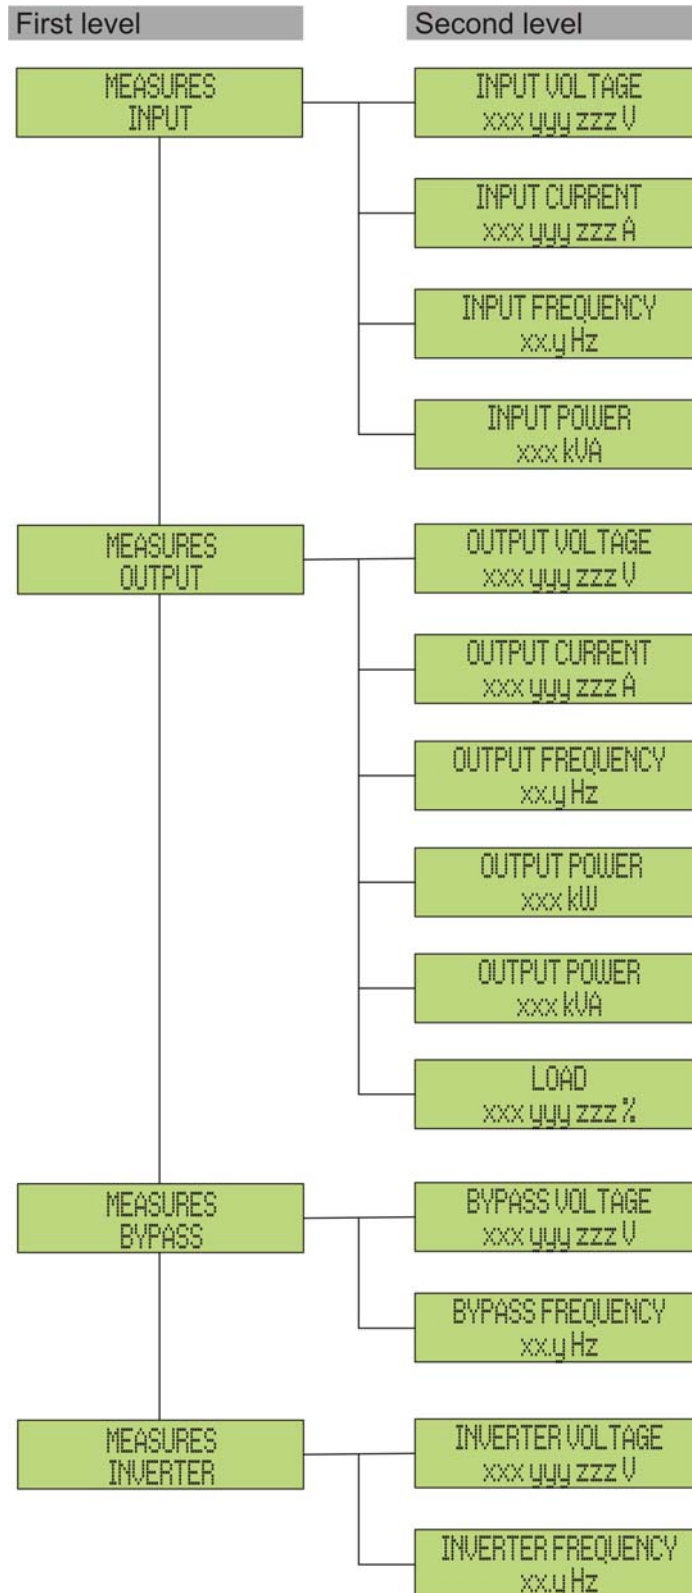 First level
Second level
MEASURES
INPUT
INPUT VOLTAGE
xxx yyy zzz V
INPUT CURRENT
xxx yyy zzz A
INPUT FREQUENCY
xx.y Hz
INPUT POWER
xxx kVA
MEASURES
OUTPUT
OUTPUT VOLTAGE
xxx yyy zzz V
OUTPUT CURRENT
xxx yyy zzz A
OUTPUT FREQUENCY
xx.y Hz
OUTPUT POWER
xxx kW
OUTPUT POWER
xxx kVA
LOAD
xxx yyy zzz %
MEASURES
BYPASS
BYPASS VOLTAGE
xxx yyy zzz V
BYPASS FREQUENCY
xx.y Hz
MEASURES
INVERTER
INVERTER VOLTAGE
xxx yyy zzz V
INVERTER FREQUENCY
xx.y Hz